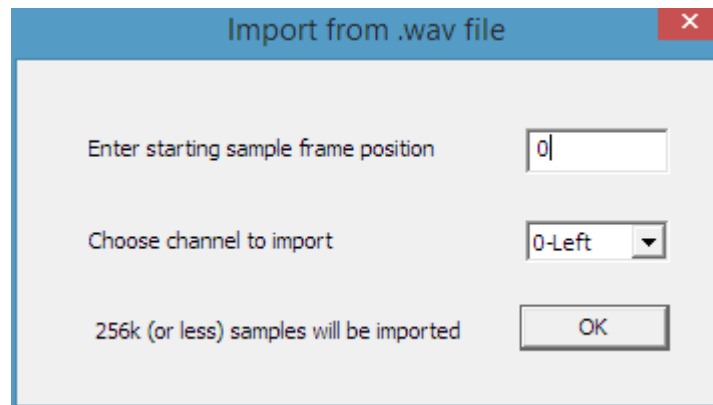 Import from .wav file
Enter starting sample frame position 0
Choose channel to import 0-Left
256k (or less) samples will be imported OK